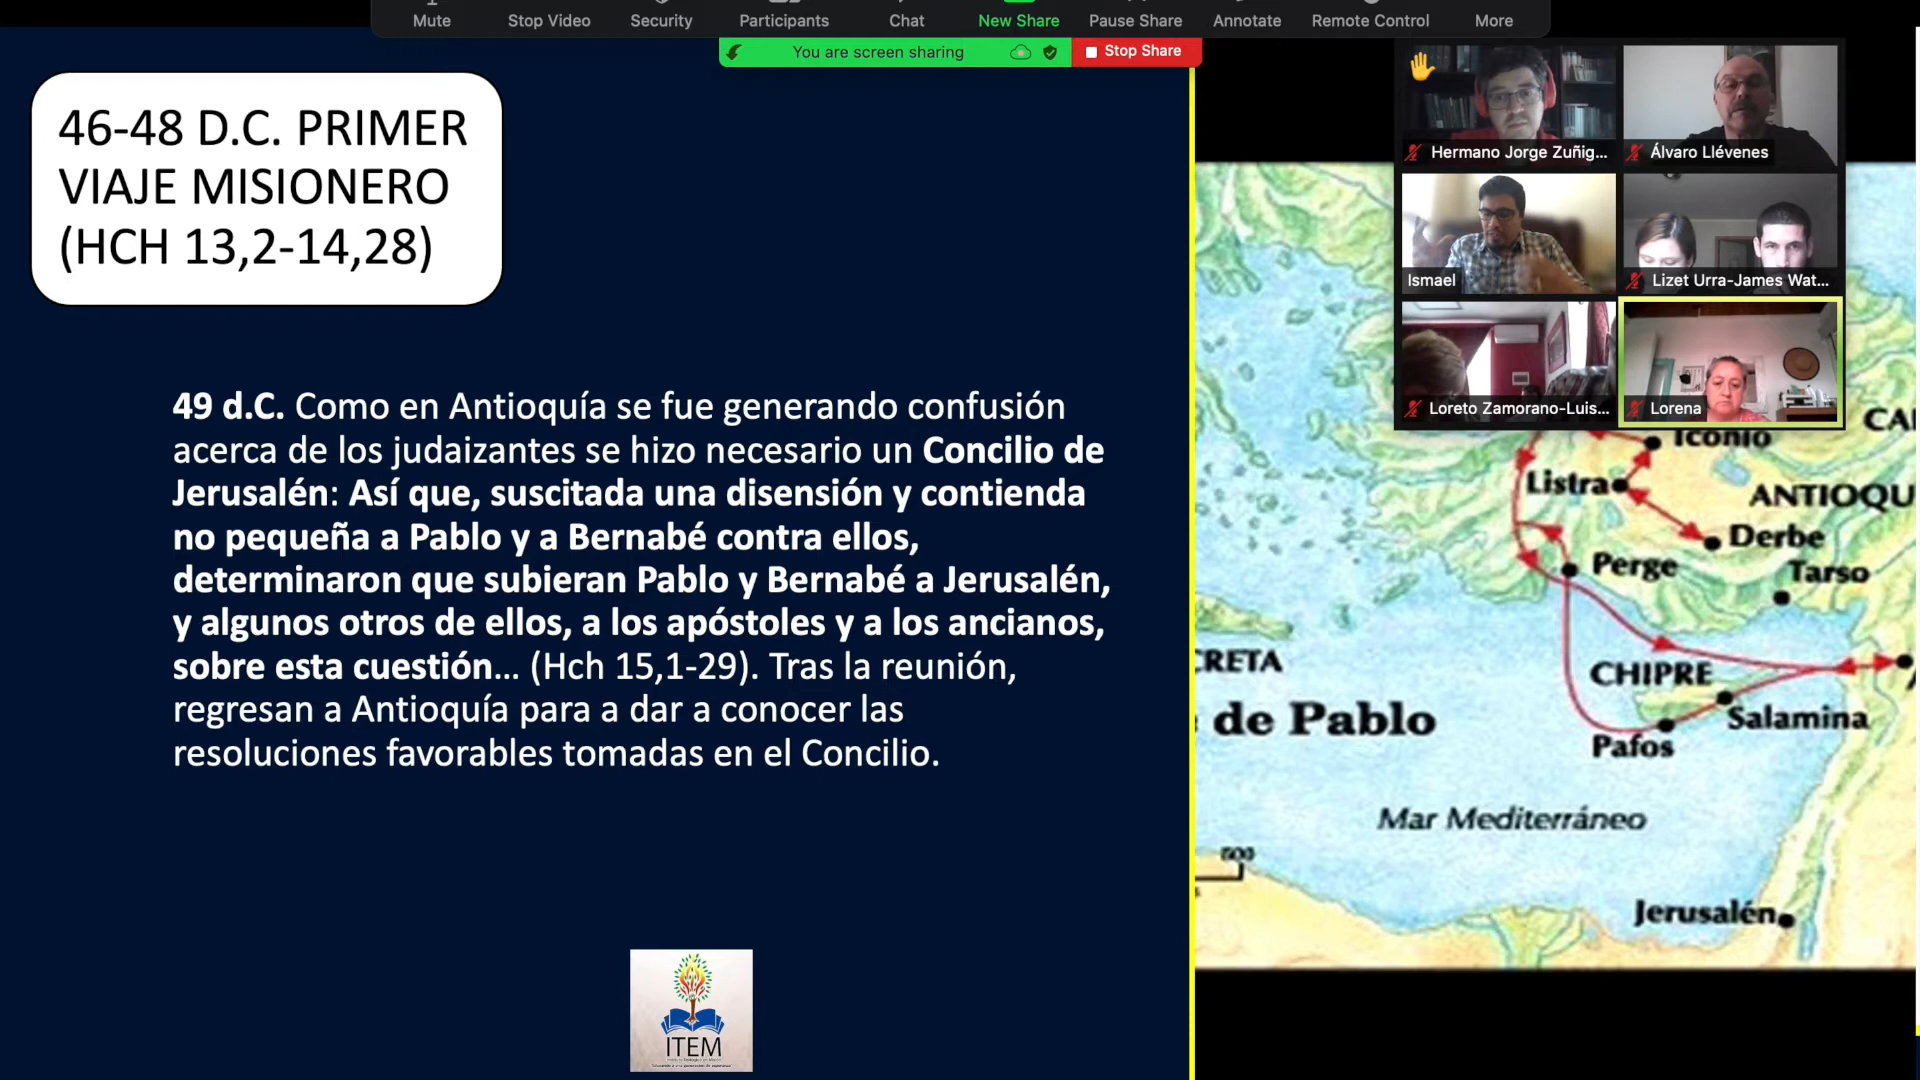 Mute
Stop Video
Security
Participants
Chat
New Share
Pause Share
Annotate
Remote Control
More
You are screen sharing
Stop Share
46-48 D.C. PRIMER
VIAJE MISIONERO
(HCH 13,2-14,28)
49 d.C. Como en Antioquía se fue generando confusión
acerca de los judaizantes se hizo necesario un Concilio de
Jerusalén: Así que, suscitada una disensión y contienda
no pequeña a Pablo y a Bernabé contra ellos,
determinaron que subieran Pablo y Bernabé a Jerusalén,
y algunos otros de ellos, a los apóstoles y a los ancianos,
sobre esta cuestión... (Hch 15,1-29). Tras la reunión,
regresan a Antioquía para a dar a conocer las
resoluciones favorables tomadas en el Concilio.
ITEM
Hermano Jorge Zuñig...
Álvaro Llévenes
Ismael
Lizet Urra-James Wat...
Loreto Zamorano-Luis...
Lorena
Iconio
Listra
ANTIOQU
Derbe
Perge
Tarso
CRETA
CHIPRE
de Pablo
Salamina
Pafos
Mar Mediterráneo
500
Jerusalén